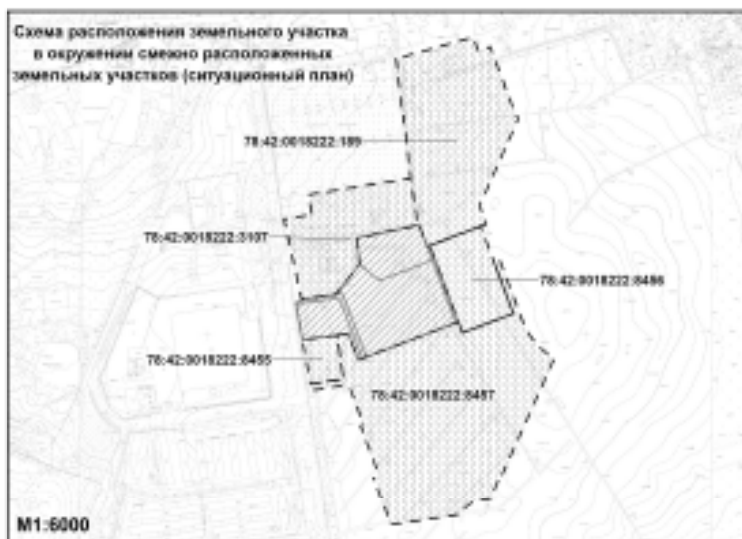 Схема расположения земельного участка
в окружении смежно расположенных
земельных участков (ситуационный план)
78:42:0018222:189
78:42:0018222:3107
78:42:0018222:8486
78:42:0018222:8455
78:42:0018222:8487
М1:6000